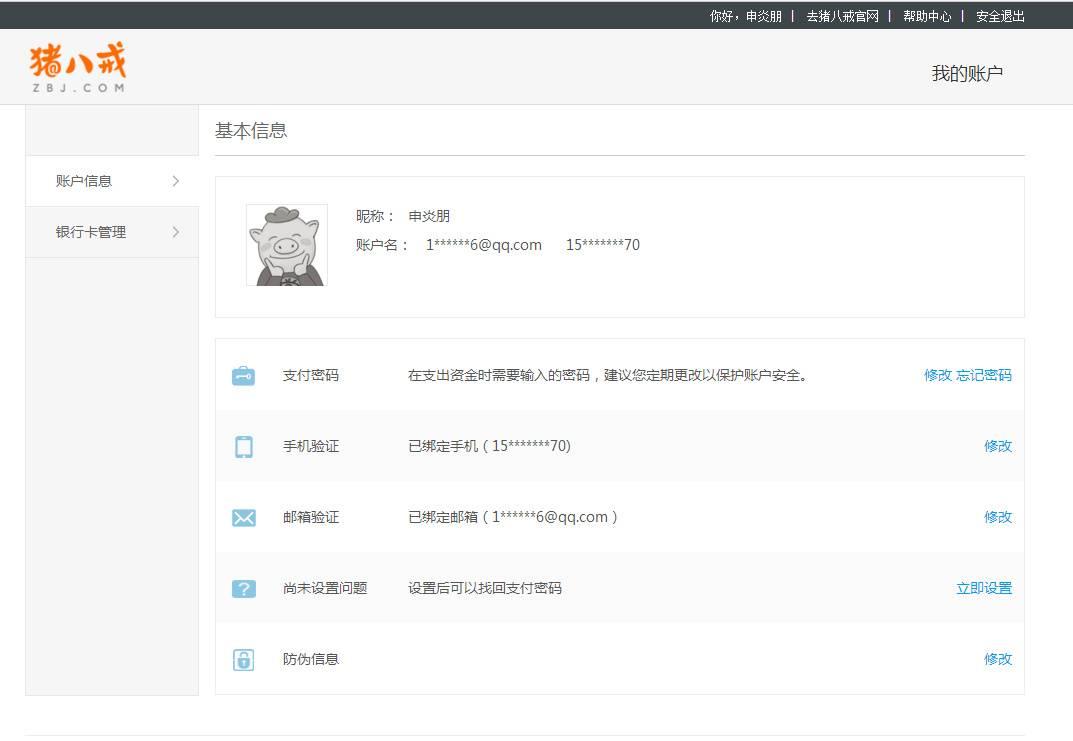 你好，申炎朋 | 去猪八戒官网 | 帮助中心 | 安全退出
猪八戒
ZBJ.COM
我的账户
基本信息
账户信息
银行卡管理
昵称： 申炎朋
账户名： 1******6@qq.com 15*******70
支付密码 在支出资金时需要输入的密码，建议您定期更改以保护账户安全。 修改 忘记密码
手机验证 已绑定手机（15*******70） 修改
邮箱验证 已绑定邮箱（1******6@qq.com） 修改
尚未设置问题 设置后可以找回支付密码 立即设置
防伪信息 修改